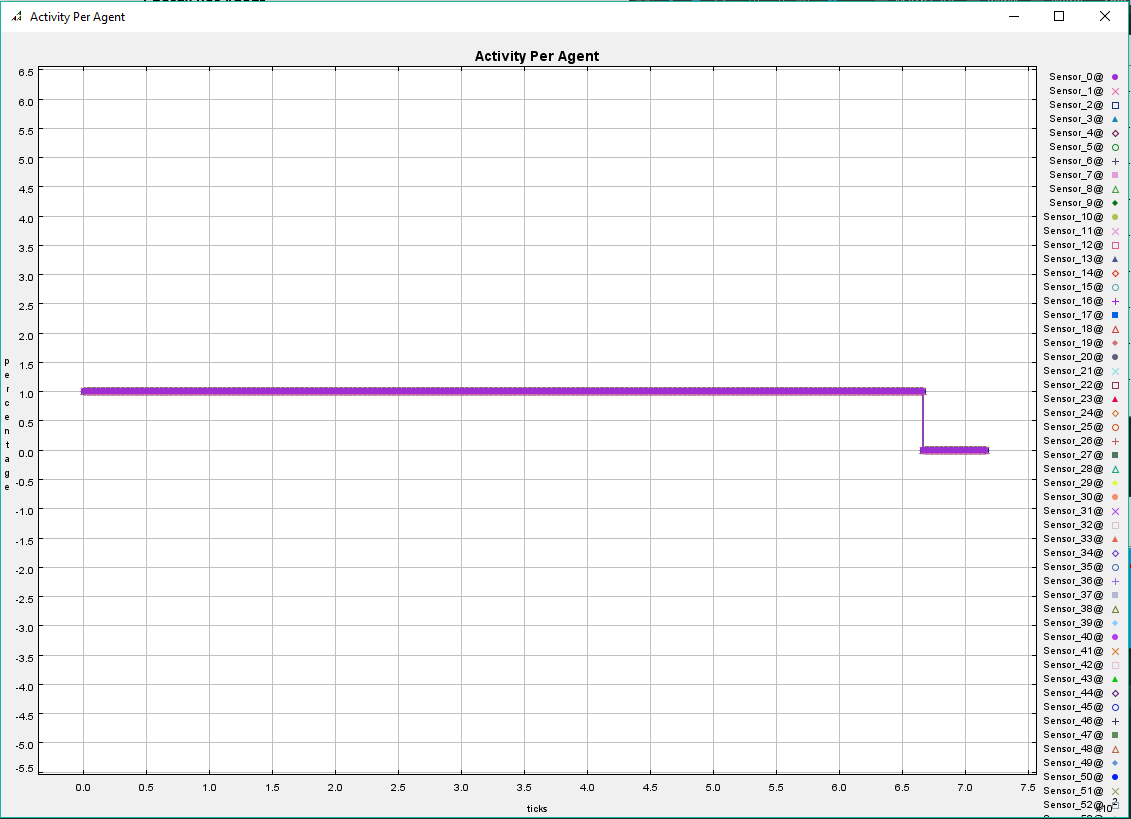 Activity Per Agent
Activity Per Agent
6.5
6.0
5.5
5.0
4.5
4.0
3.5
3.0
2.5
2.0
1.5
1.0
0.5
0.0
-0.5
-1.0
-1.5
-2.0
-2.5
-3.0
-3.5
-4.0
-4.5
-5.0
-5.5
percentage
0.0 0.5 1.0 1.5 2.0 2.5 3.0 3.5 4.0 4.5 5.0 5.5 6.0 6.5 7.0 7.5
ticks
x10²
Sensor_0@
Sensor_1@
Sensor_2@
Sensor_3@
Sensor_4@
Sensor_5@
Sensor_6@
Sensor_7@
Sensor_8@
Sensor_9@
Sensor_10@
Sensor_11@
Sensor_12@
Sensor_13@
Sensor_14@
Sensor_15@
Sensor_16@
Sensor_17@
Sensor_18@
Sensor_19@
Sensor_20@
Sensor_21@
Sensor_22@
Sensor_23@
Sensor_24@
Sensor_25@
Sensor_26@
Sensor_27@
Sensor_28@
Sensor_29@
Sensor_30@
Sensor_31@
Sensor_32@
Sensor_33@
Sensor_34@
Sensor_35@
Sensor_36@
Sensor_37@
Sensor_38@
Sensor_39@
Sensor_40@
Sensor_41@
Sensor_42@
Sensor_43@
Sensor_44@
Sensor_45@
Sensor_46@
Sensor_47@
Sensor_48@
Sensor_49@
Sensor_50@
Sensor_51@
Sensor_52@